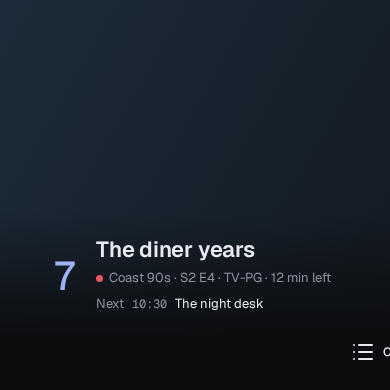 7
The diner years
Coast 90s · S2 E4 · TV-PG · 12 min left
Next 10:30 The night desk